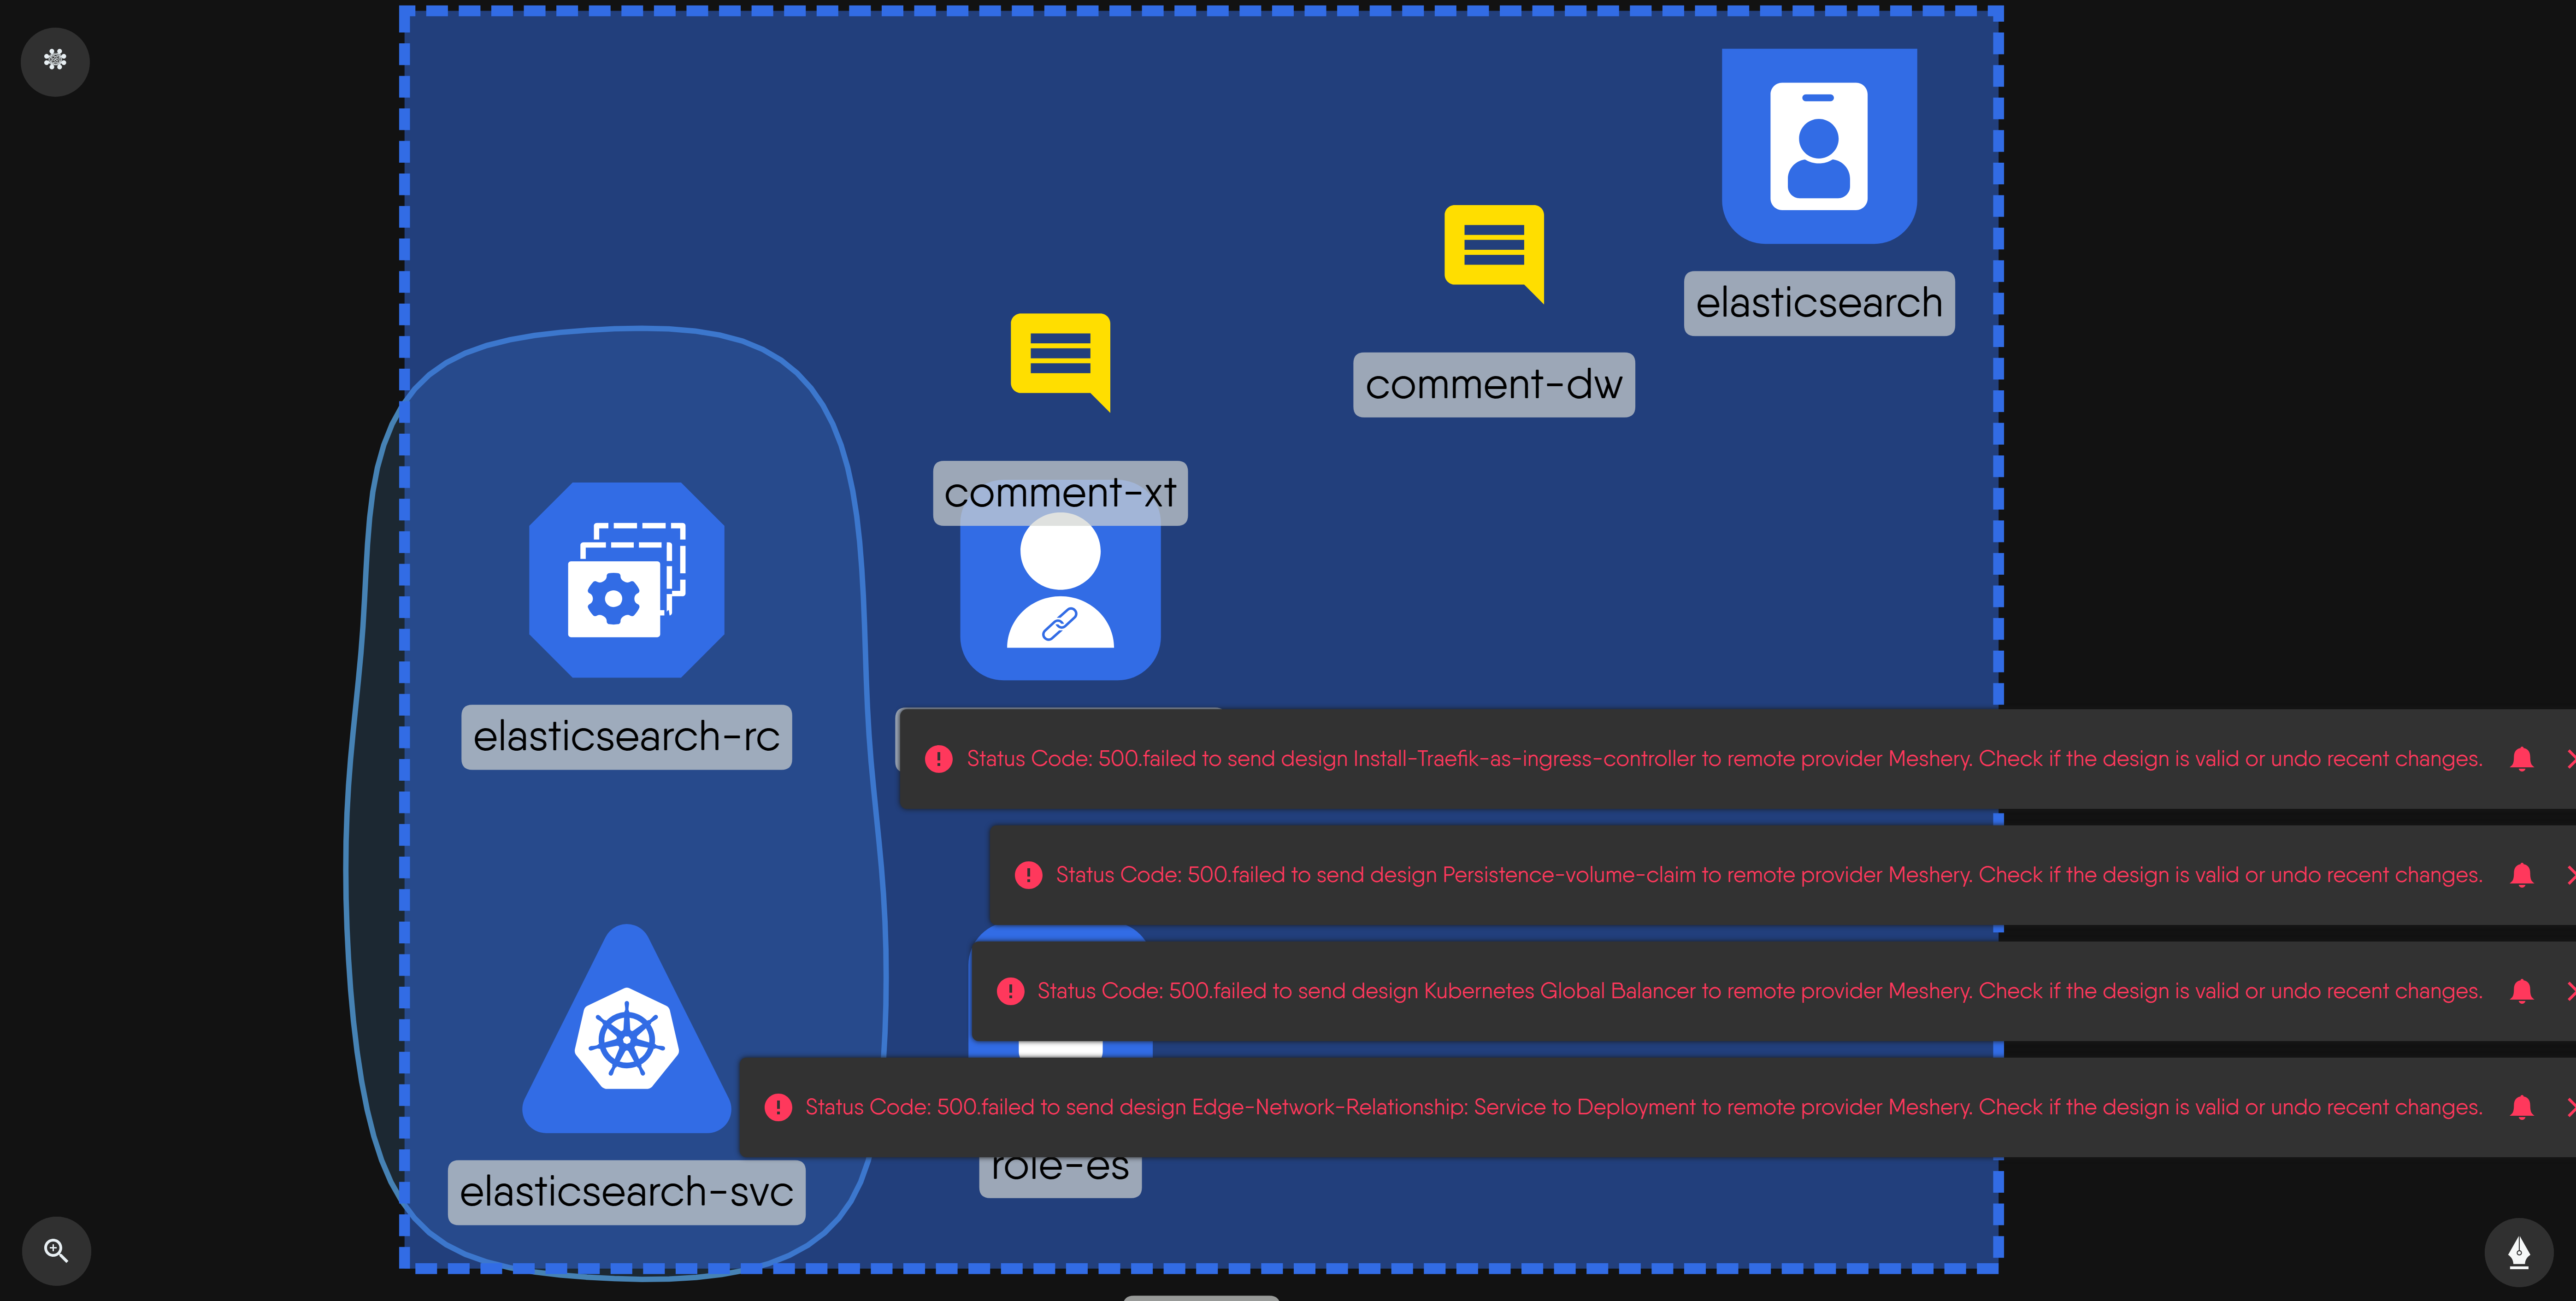 elasticsearch
comment-dw
comment-xt
elasticsearch-rc
Status Code: 500.failed to send design Install-Traefik-as-ingress-controller to remote provider Meshery. Check if the design is valid or undo recent changes.
Status Code: 500.failed to send design Persistence-volume-claim to remote provider Meshery. Check if the design is valid or undo recent changes.
Status Code: 500.failed to send design Kubernetes Global Balancer to remote provider Meshery. Check if the design is valid or undo recent changes.
Status Code: 500.failed to send design Edge-Network-Relationship: Service to Deployment to remote provider Meshery. Check if the design is valid or undo recent changes.
role-es
elasticsearch-svc